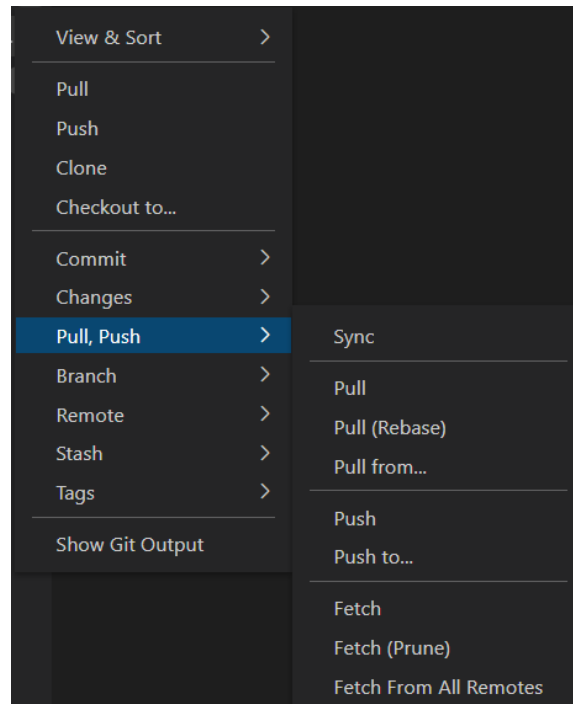 View & Sort
Pull
Push
Clone
Checkout to...
Commit
Changes
Pull, Push
Branch
Remote
Stash
Tags
Show Git Output
Sync
Pull
Pull (Rebase)
Pull from...
Push
Push to...
Fetch
Fetch (Prune)
Fetch From All Remotes